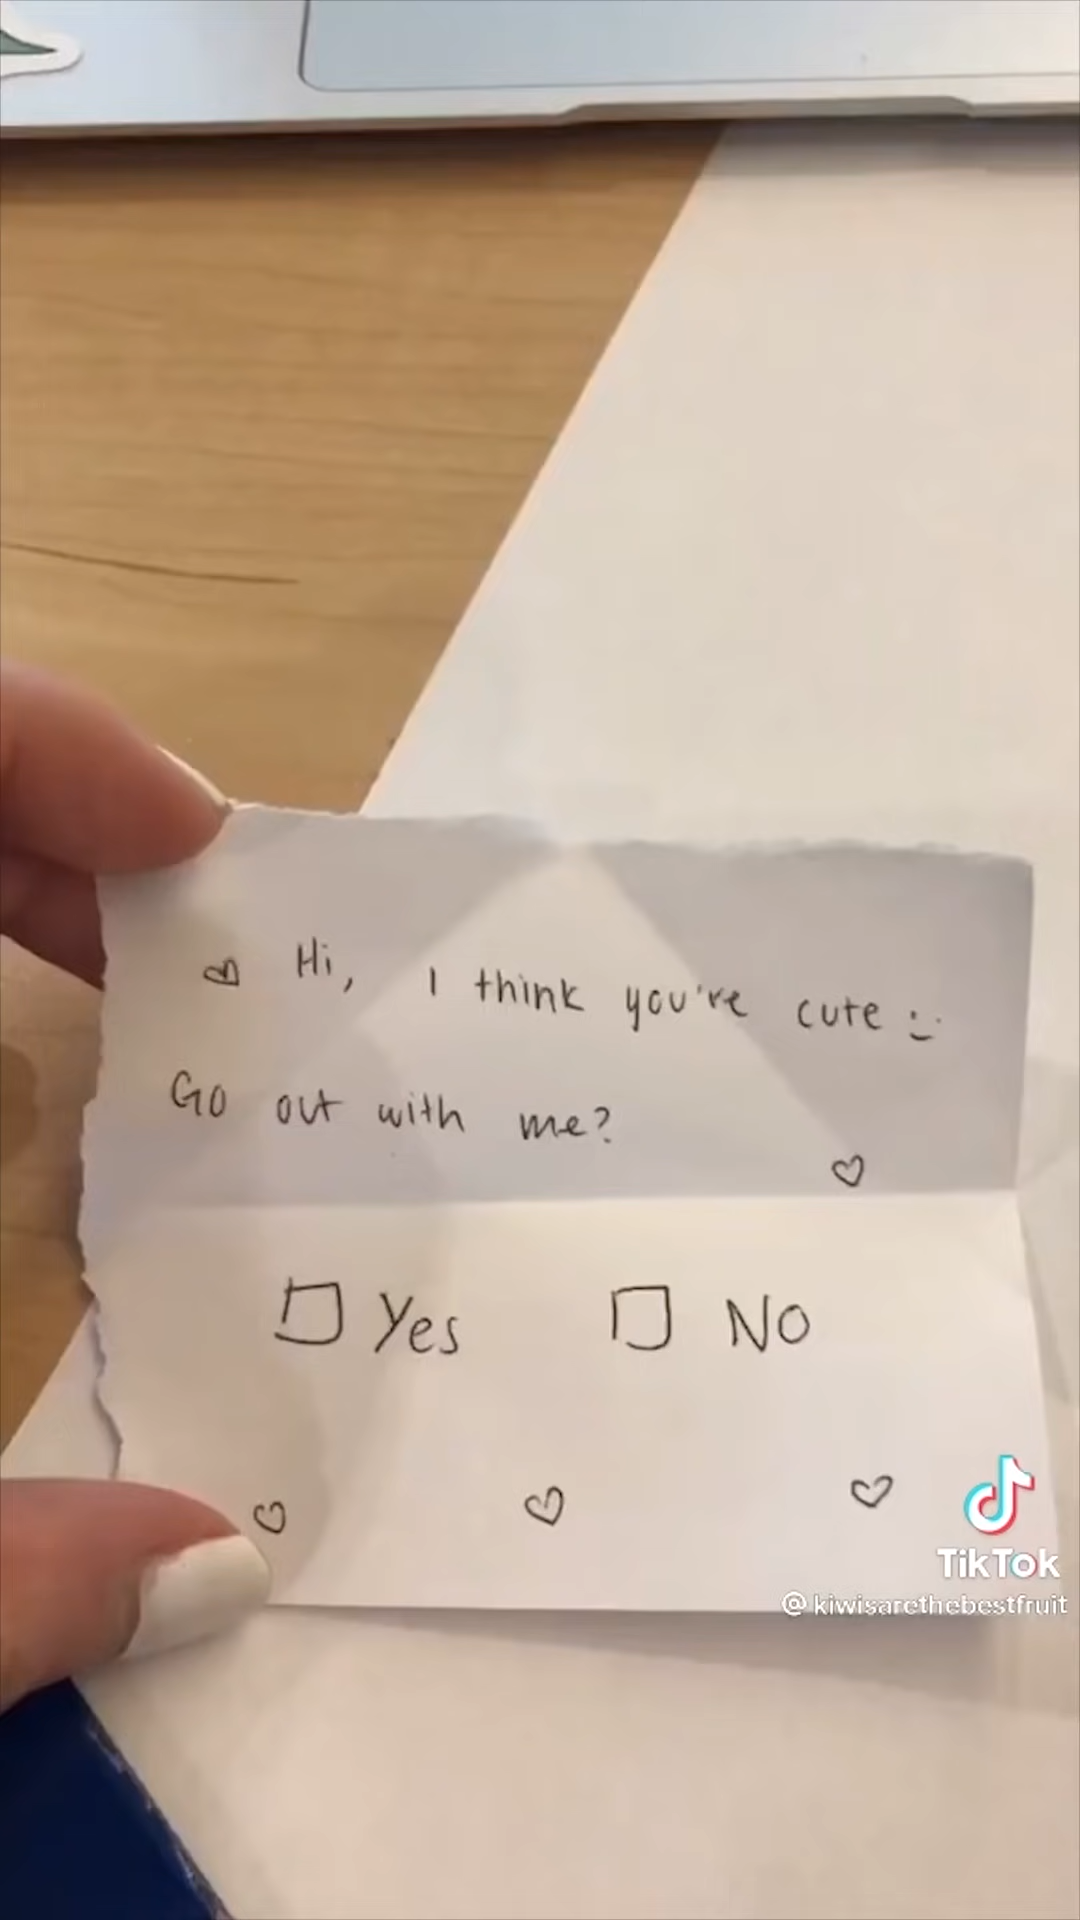 Hi, I think you're cute
Go out with me?
Yes No
TikTok
@kiwisarethebestfruit